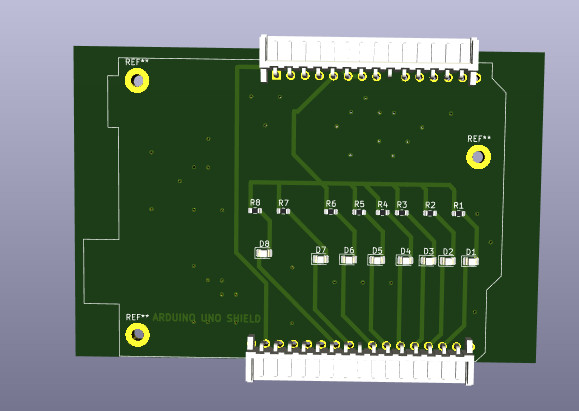 REF**
REF**
R8 R7 R6 R5 R4 R3 R2 R1
D8 D7 D6 D5 D4 D3 D2 D1
REF** ARDUINO UNO SHIELD